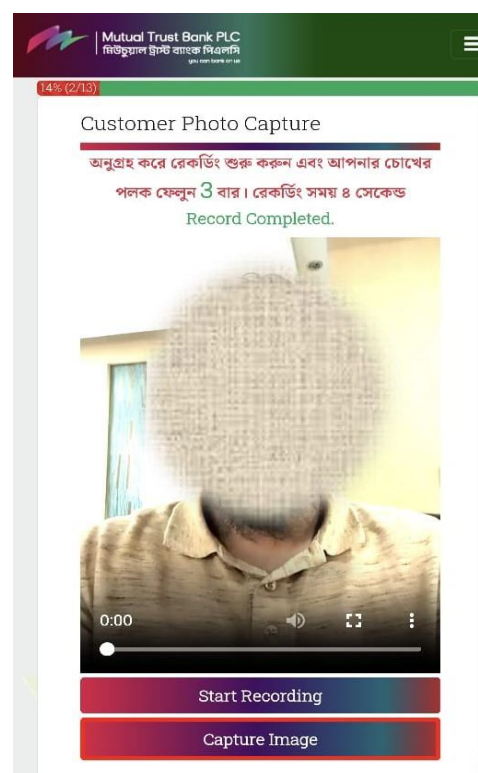 Mutual Trust Bank PLC
মিউচুয়াল ট্রাস্ট ব্যাংক পিএলসি
you can bank on us
14% (2/13)
Customer Photo Capture
অনুগ্রহ করে রেকর্ডিং শুরু করুন এবং আপনার চোখের
পলক ফেলুন 3 বার। রেকর্ডিং সময় ৪ সেকেন্ড
Record Completed.
0:00
Start Recording
Capture Image